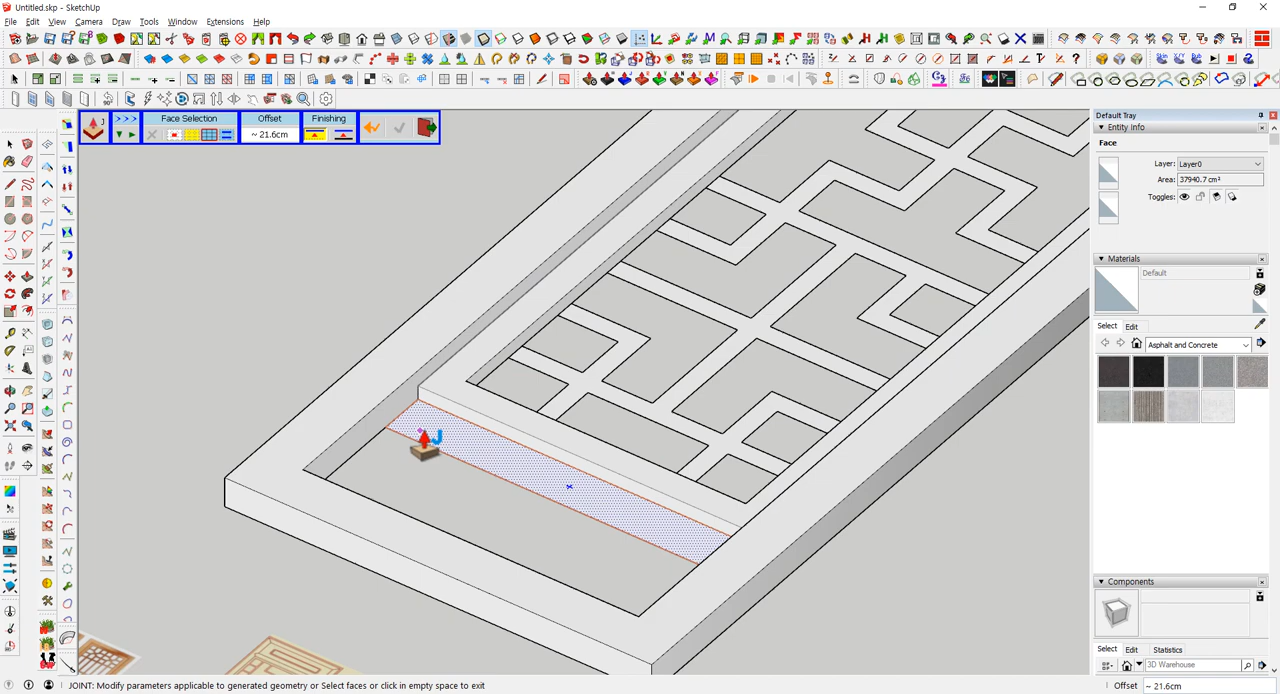 Untitled.skp - SketchUp
File Edit View Camera Draw Tools Window Extensions Help
J >>> Face Selection Offset Finishing
~ 21.6cm
Default Tray
Entity Info
Face
Layer: Layer0
Area: 37940.7 cm²
Toggles:
Materials
Default
Select Edit
Asphalt and Concrete
J
Components
Select Edit Statistics
3D Warehouse
JOINT: Modify parameters applicable to generated geometry or Select faces or click in empty space to exit
Offset ~ 21.6cm